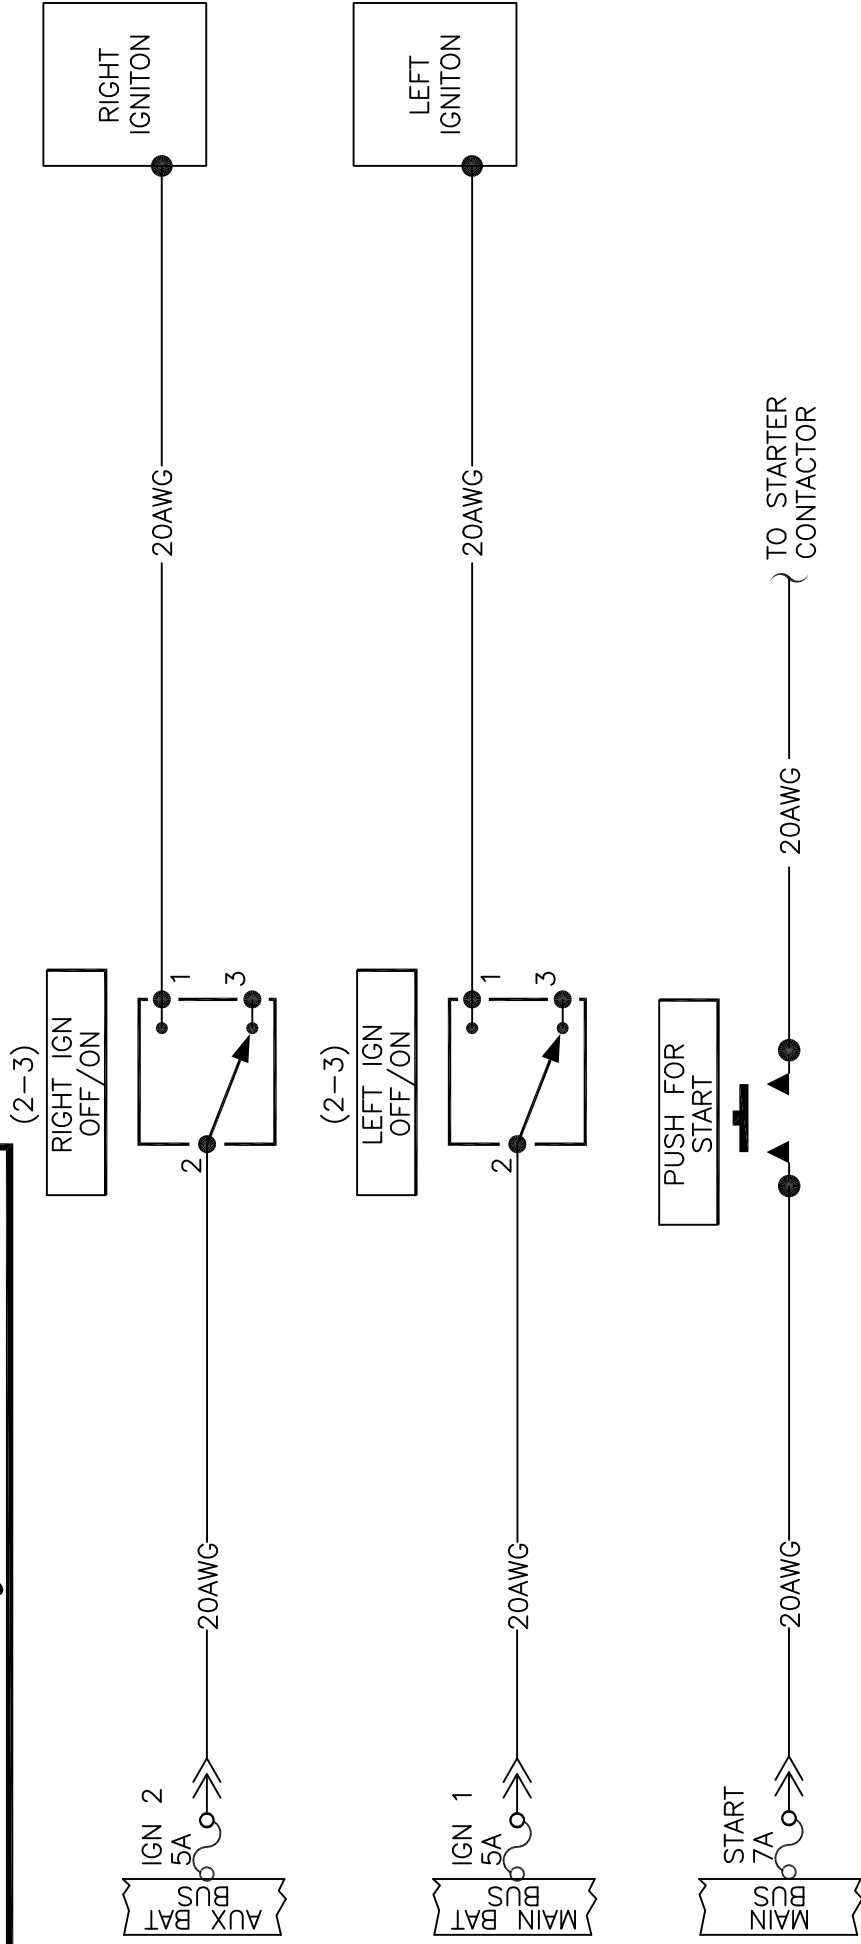 RIGHT
IGNITON
20AWG
(2-3)
RIGHT IGN
OFF/ON
1
3
2
20AWG
IGN 2
5A
AUX BAT
BUS
LEFT
IGNITON
20AWG
(2-3)
LEFT IGN
OFF/ON
1
3
2
20AWG
IGN 1
5A
MAIN BAT
BUS
TO STARTER
CONTACTOR
20AWG
PUSH FOR
START
20AWG
START
7A
MAIN
BUS